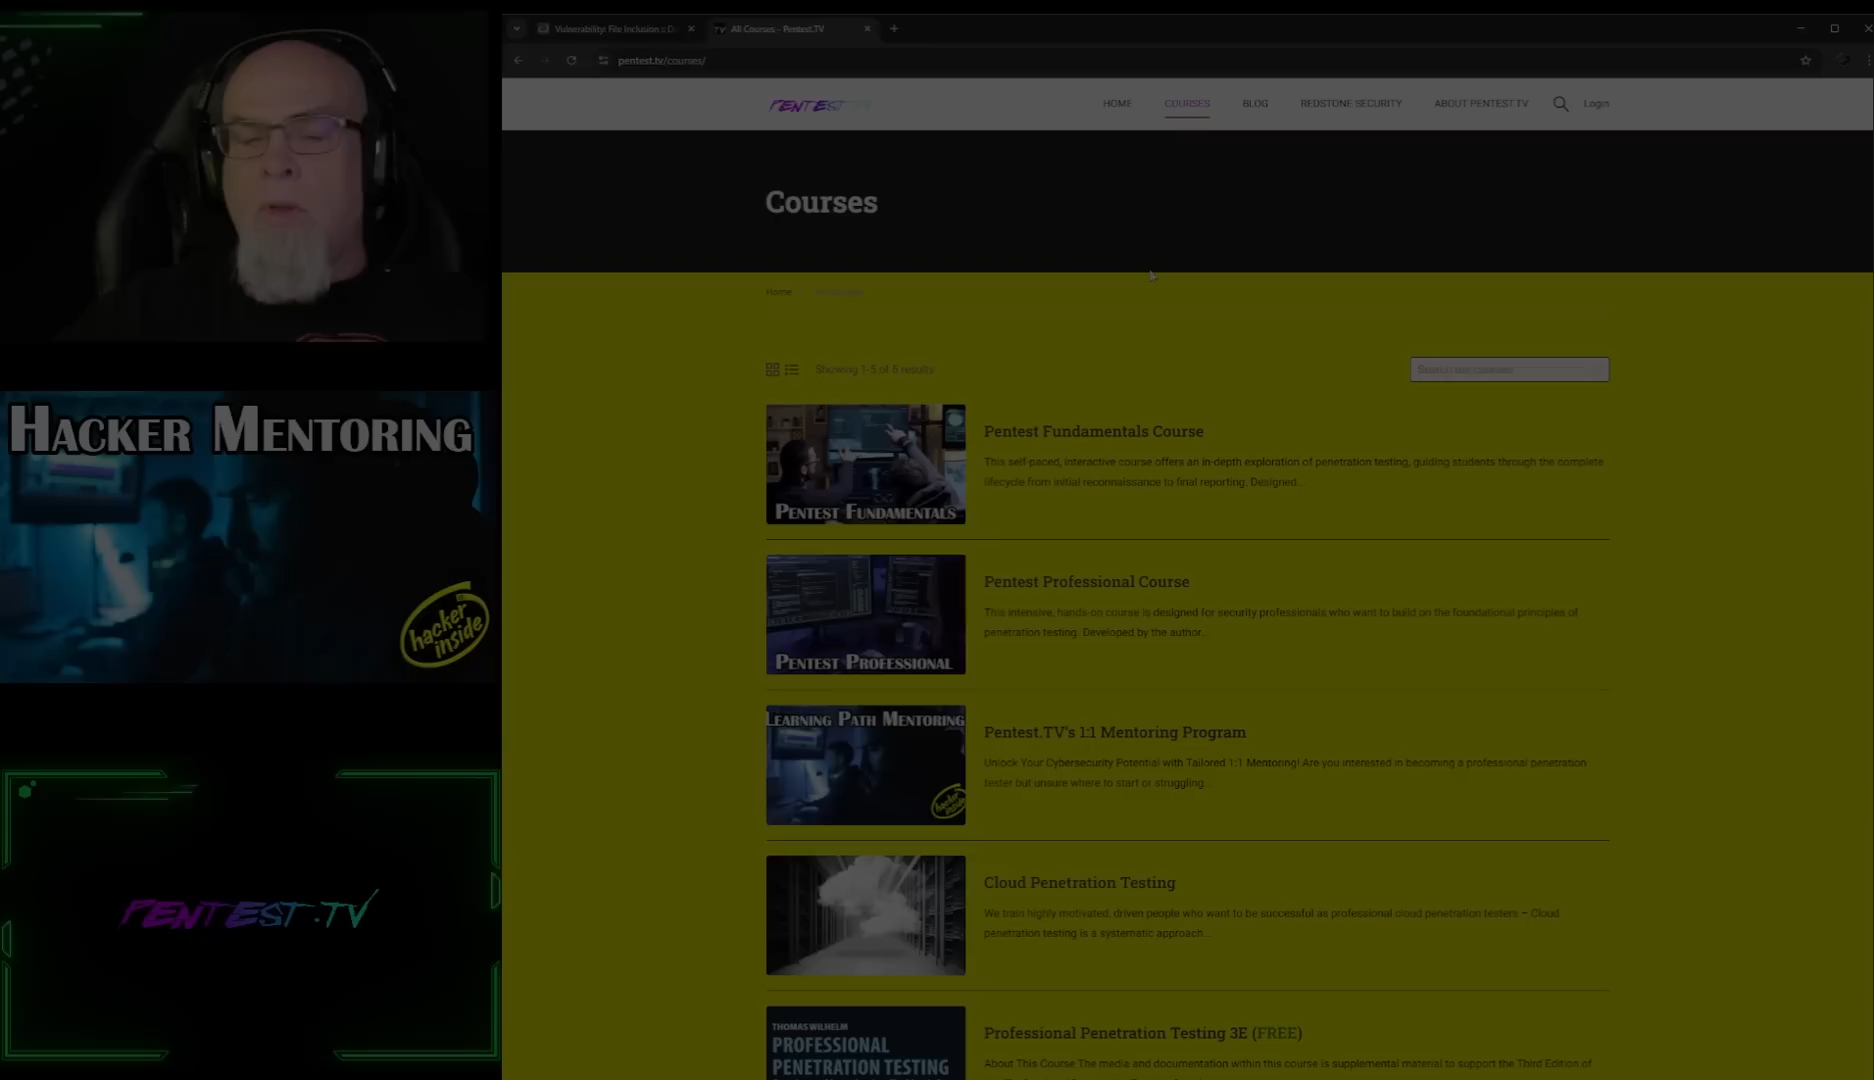 Vulnerability: File Inclusion :: D
All Courses - Pentest.TV
pentest.tv/courses/
PENTEST.TV
HOME
COURSES
BLOG
REDSTONE SECURITY
ABOUT PENTEST.TV
Login
Courses
Home
Showing 1-5 of 5 results
HACKER MENTORING
hacker inside
PENTEST.TV
PENTEST FUNDAMENTALS
Pentest Fundamentals Course
This self-paced, interactive course offers an in-depth exploration of penetration testing, guiding students through the complete
lifecycle from initial reconnaissance to final reporting. Designed...
PENTEST PROFESSIONAL
Pentest Professional Course
This intensive, hands-on course is designed for security professionals who want to build on the foundational principles of
penetration testing. Developed by the author...
LEARNING PATH MENTORING
hacker inside
Pentest.TV's 1:1 Mentoring Program
Unlock Your Cybersecurity Potential with Tailored 1:1 Mentoring! Are you interested in becoming a professional penetration
tester but unsure where to start or struggling...
Cloud Penetration Testing
We train highly motivated, driven people who want to be successful as professional cloud penetration testers – Cloud
penetration testing is a systematic approach...
THOMAS WILHELM
PROFESSIONAL
PENETRATION TESTING
Professional Penetration Testing 3E (FREE)
About This Course The media and documentation within this course is supplemental material to support the Third Edition of